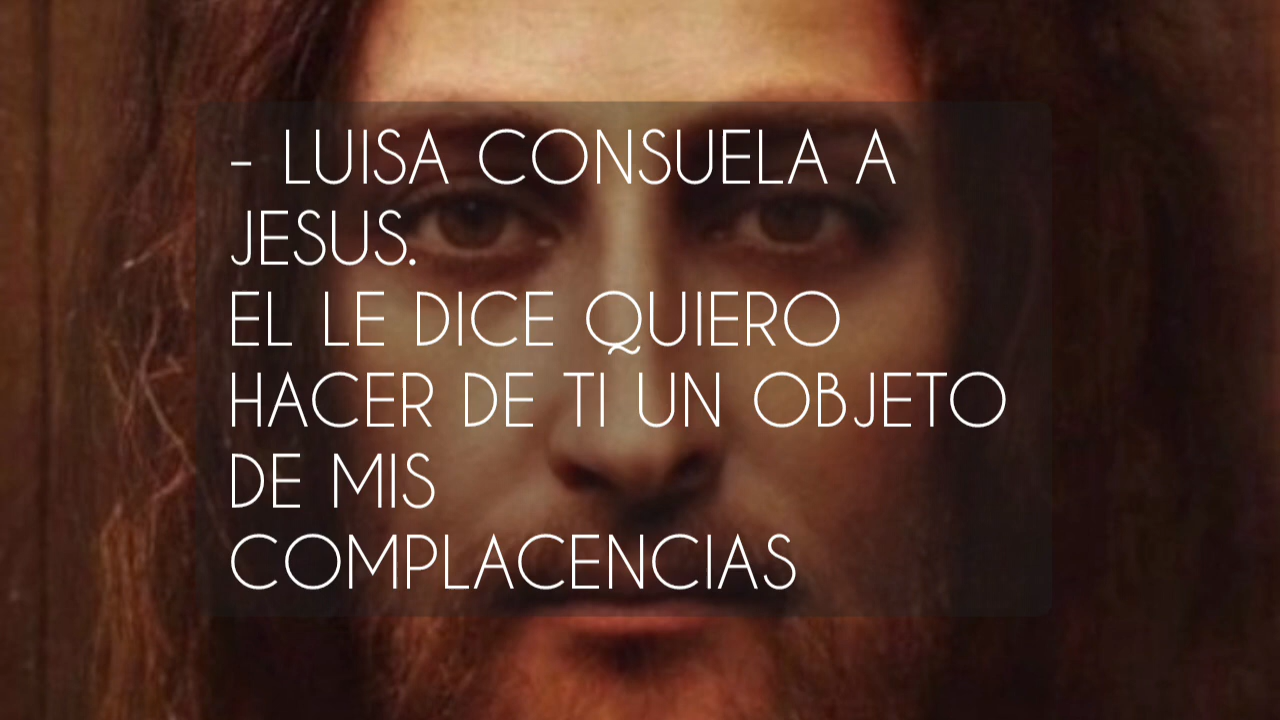 - LUISA CONSUELA A
JESUS.
EL LE DICE QUIERO
HACER DE TI UN OBJETO
DE MIS
COMPLACENCIAS